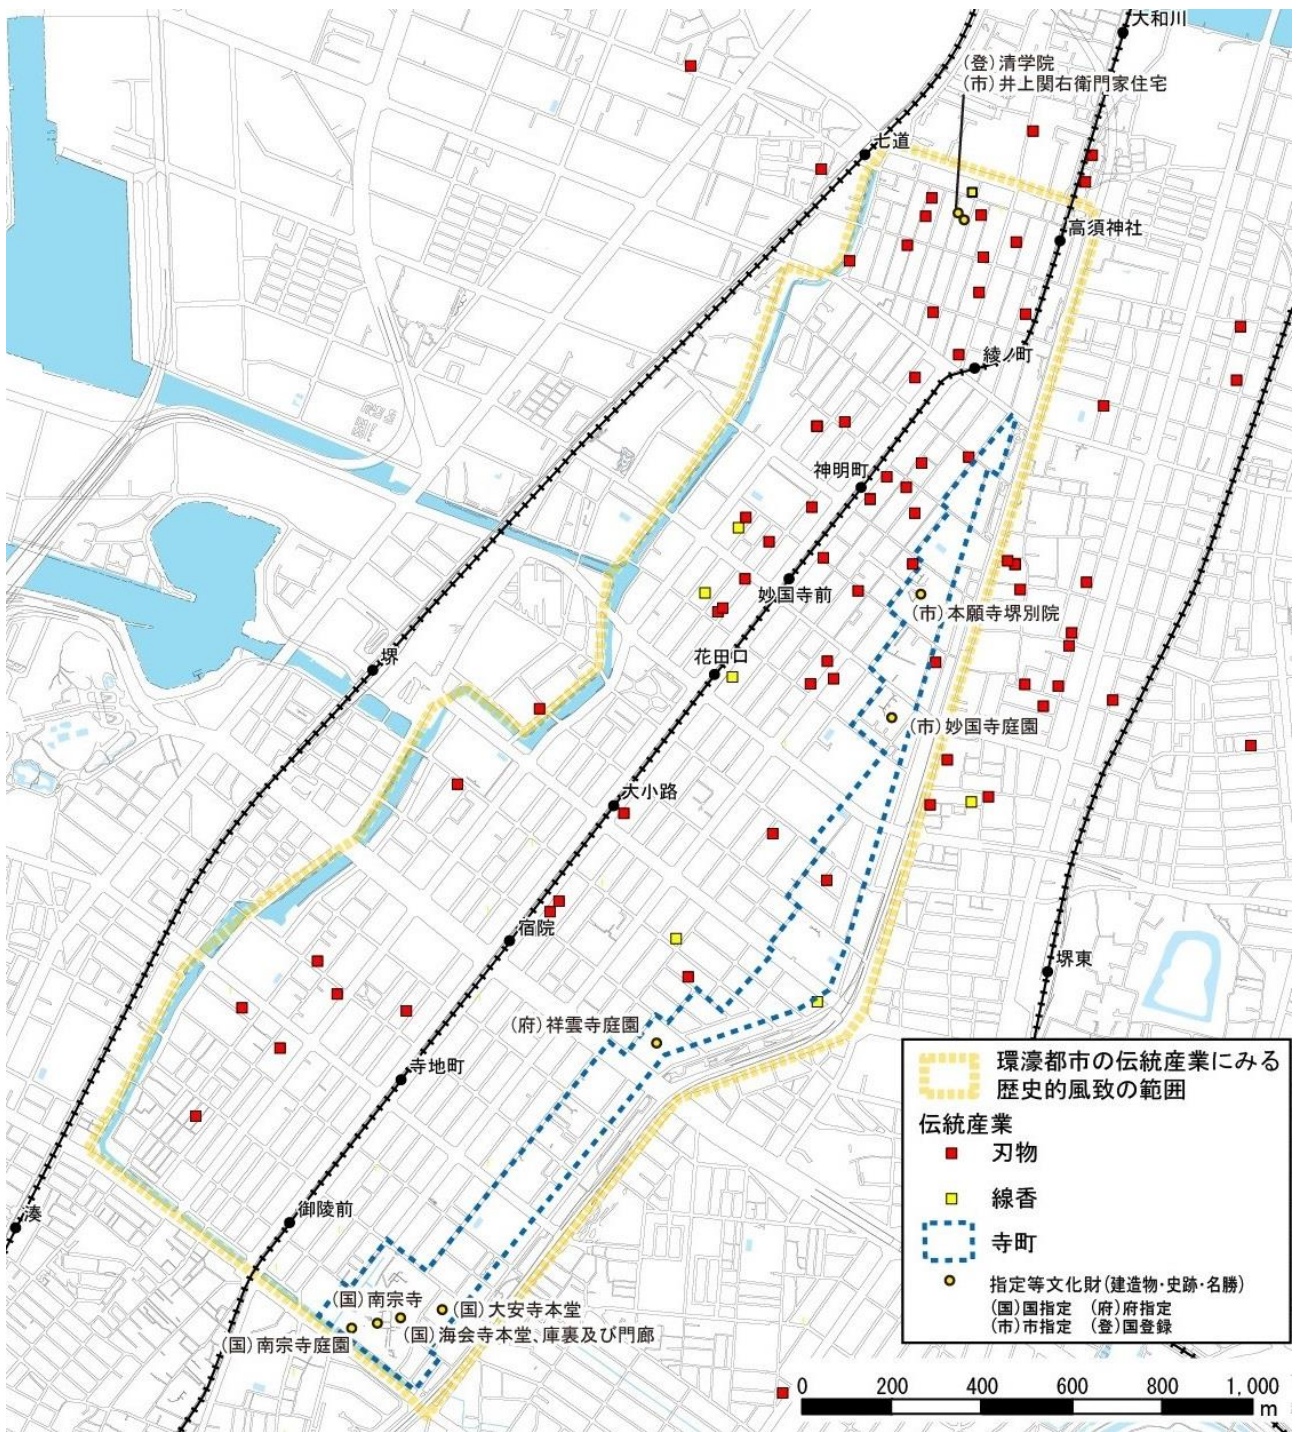 大和川
(登)清学院
(市)井上関右衛門家住宅
七道
高須神社
綾ノ町
神明町
妙国寺前
(市)本願寺堺別院
花田口
堺
(市)妙国寺庭園
大小路
宿院
堺東
(府)祥雲寺庭園
寺地町
御陵前
湊
(国)南宗寺
(国)大安寺本堂
(国)海会寺本堂、庫裏及び門廊
(国)南宗寺庭園
環濠都市の伝統産業にみる
歴史的風致の範囲
伝統産業
刃物
線香
寺町
指定等文化財(建造物・史跡・名勝)
(国)国指定 (府)府指定
(市)市指定 (登)国登録
0 200 400 600 800 1,000
m